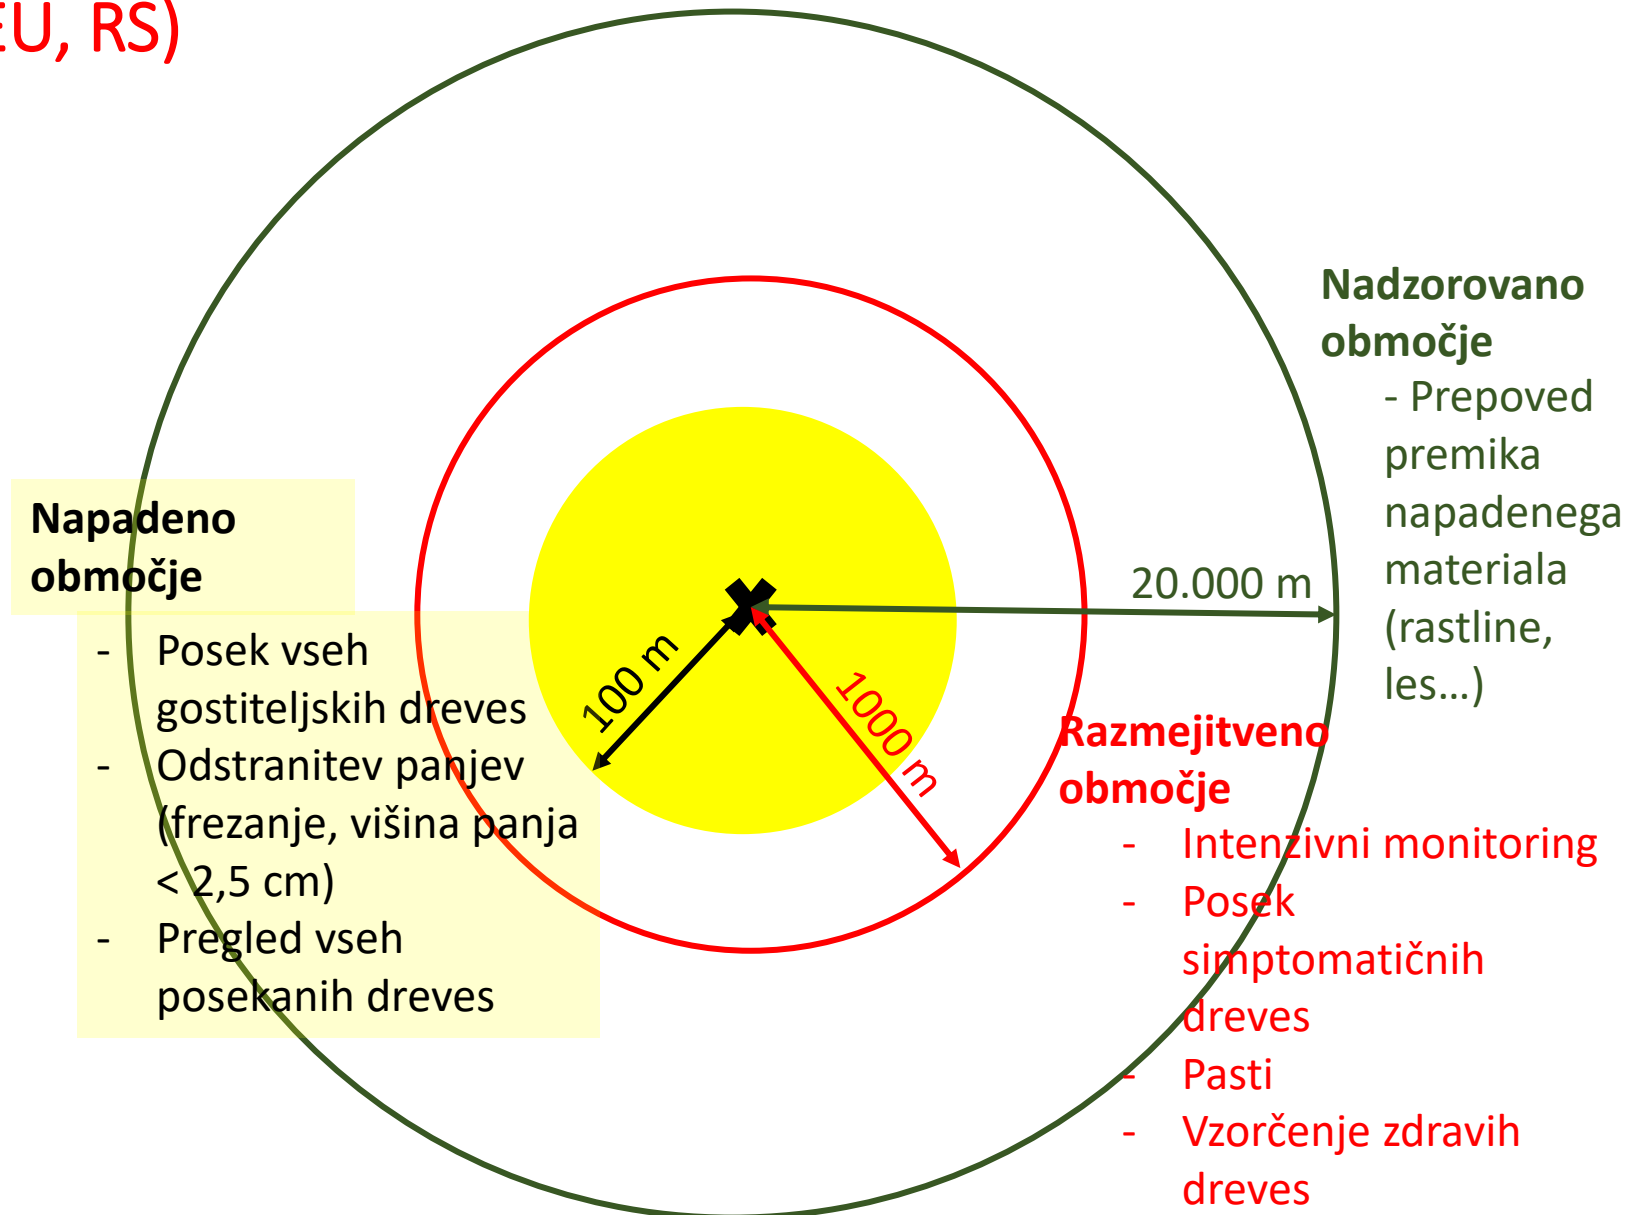 EU, RS)
Nadzorovano
območje
- Prepoved
premika
napadenega
materiala
(rastline,
les…)
Napadeno
območje
- Posek vseh
gostiteljskih dreves
- Odstranitev panjev
(frezanje, višina panja
< 2,5 cm)
- Pregled vseh
posekanih dreves
20.000 m
100 m
1000 m
Razmejitveno
območje
- Intenzivni monitoring
- Posek
simptomatičnih
dreves
- Pasti
- Vzorčenje zdravih
dreves